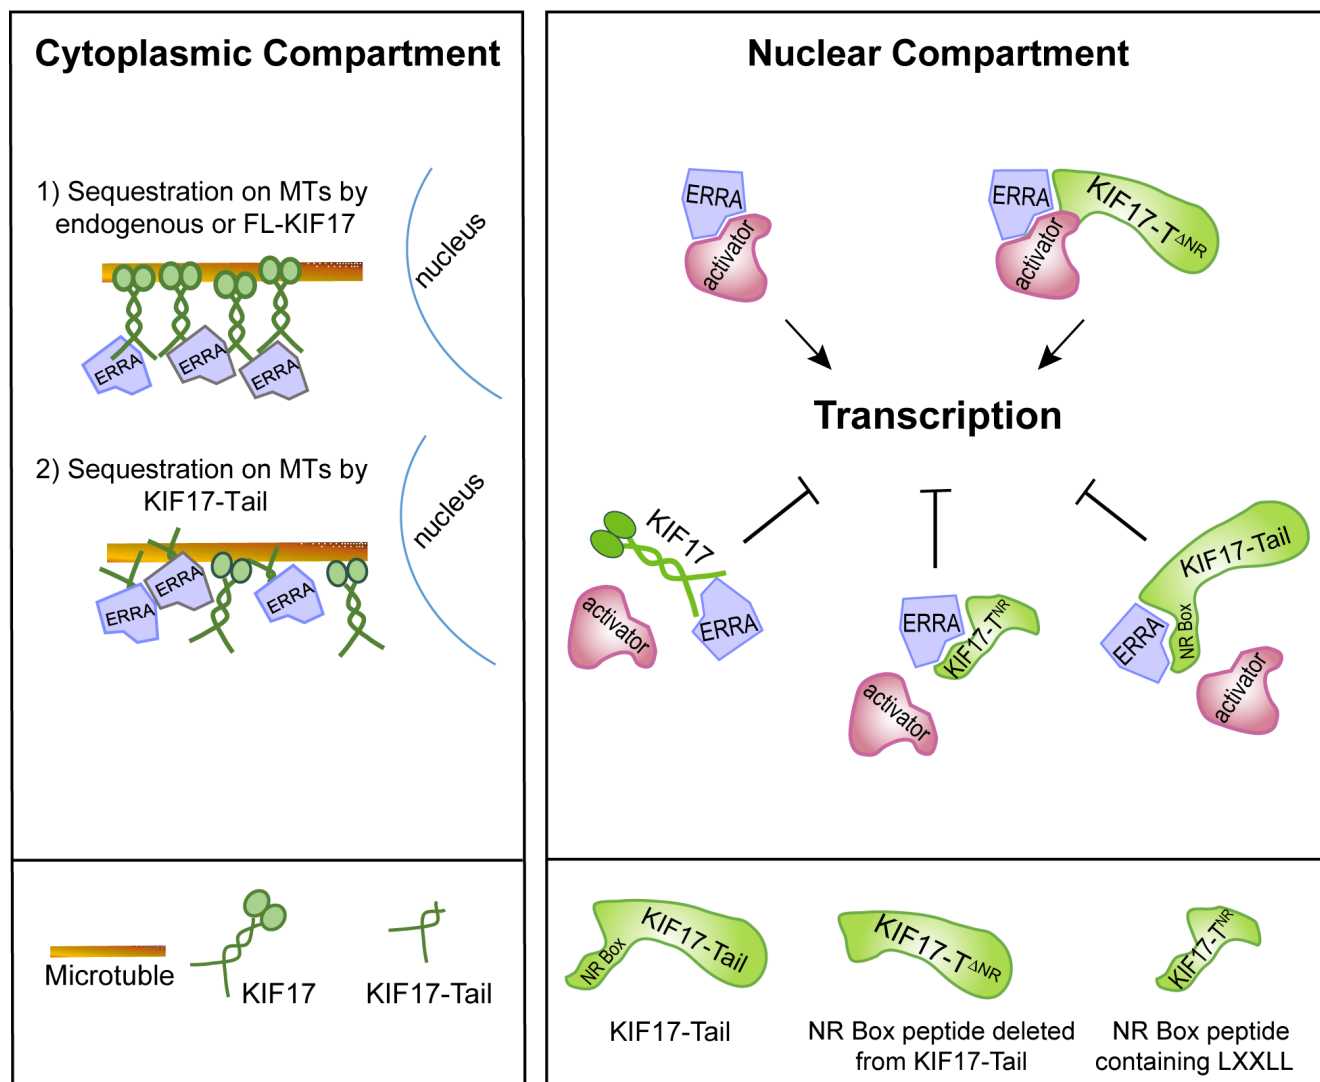 Cytoplasmic Compartment
1) Sequestration on MTs by
endogenous or FL-KIF17
nucleus
ERRA
ERRA
ERRA
2) Sequestration on MTs by
KIF17-Tail
nucleus
ERRA
ERRA
ERRA
Microtuble
KIF17
KIF17-Tail
Nuclear Compartment
ERRA
activator
ERRA
activator
KIF17-TΔNR
Transcription
KIF17
activator
ERRA
ERRA
KIF17-TNR
activator
KIF17-Tail
NR Box
ERRA
activator
KIF17-Tail
NR Box
KIF17-Tail
KIF17-TΔNR
NR Box peptide deleted
from KIF17-Tail
KIF17-TNR
NR Box peptide
containing LXXLL